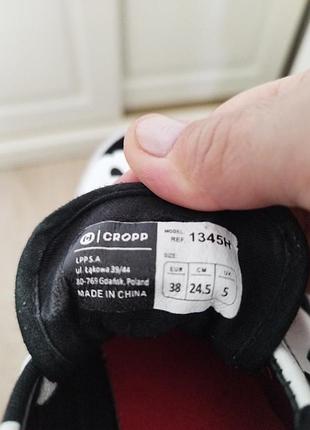 CROPP
LPP S.A
ul. Łąkowa 39/44
80-769 Gdańsk, Poland
MADE IN CHINA
MODEL
REF 1345H
SIZE:
EUR CM UK
38 24.5 5